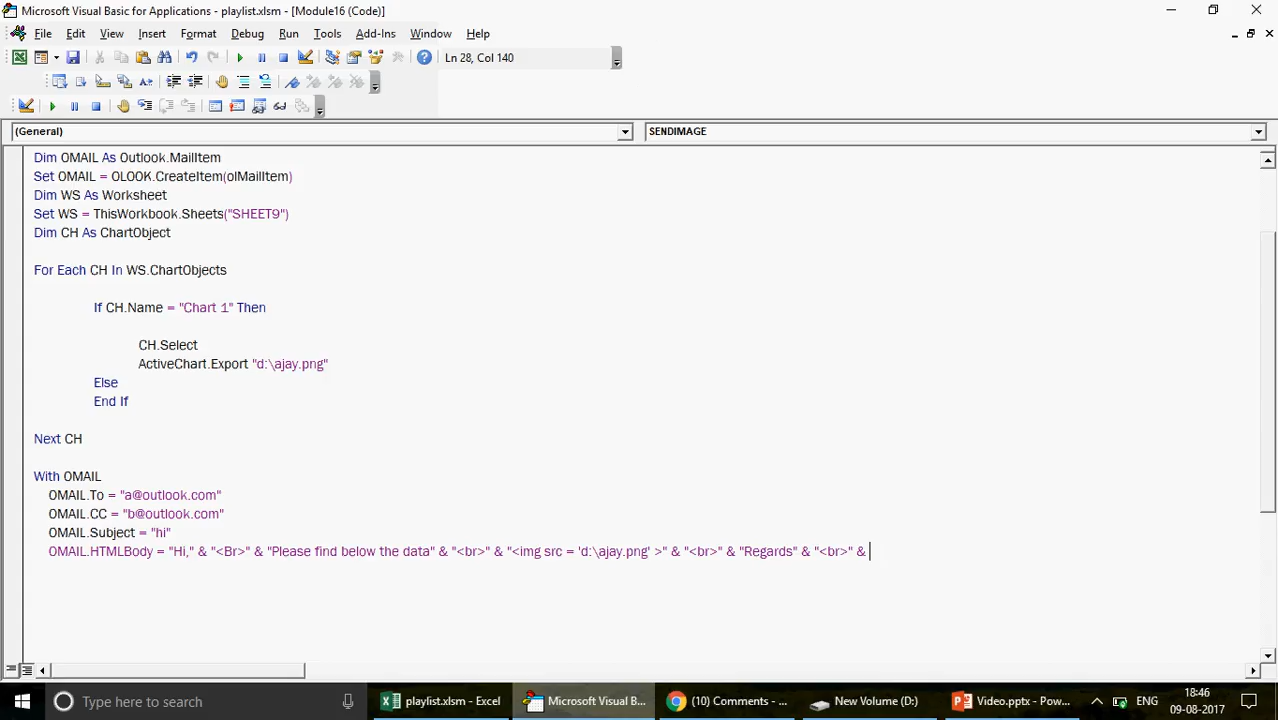 Microsoft Visual Basic for Applications - playlist.xlsm - [Module16 (Code)]
File Edit View Insert Format Debug Run Tools Add-Ins Window Help
Ln 28, Col 140
(General) SENDIMAGE
Dim OMAIL As Outlook.MailItem
Set OMAIL = OLOOK.CreateItem(olMailItem)
Dim WS As Worksheet
Set WS = ThisWorkbook.Sheets("SHEET9")
Dim CH As ChartObject
For Each CH In WS.ChartObjects
If CH.Name = "Chart 1" Then
CH.Select
ActiveChart.Export "d:\ajay.png"
Else
End If
Next CH
With OMAIL
OMAIL.To = "a@outlook.com"
OMAIL.CC = "b@outlook.com"
OMAIL.Subject = "hi"
OMAIL.HTMLBody = "Hi," & "<Br>" & "Please find below the data" & "<br>" & "<img src = 'd:\ajay.png' >" & "<br>" & "Regards" & "<br>" &
Type here to search playlist.xlsm - Excel Microsoft Visual Ba... (10) Comments - ... New Volume (D:) Video.pptx - Pow... ENG 18:46
09-08-2017